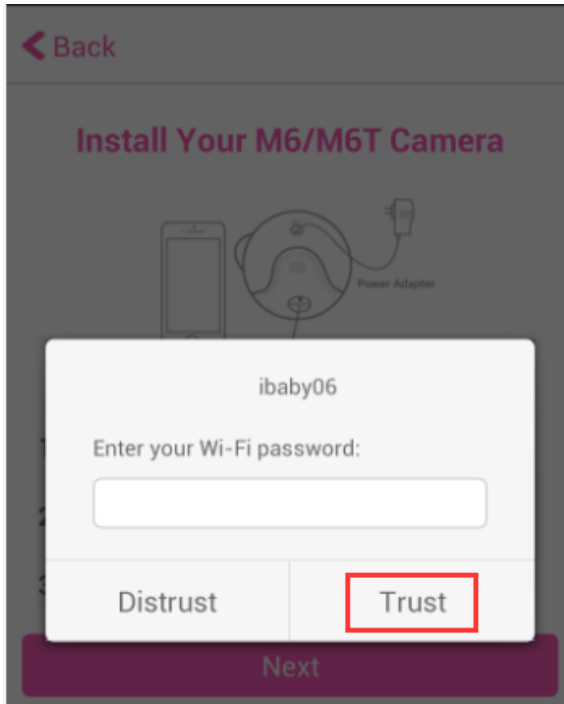 Back
Install Your M6/M6T Camera
Power Adapter
ibaby06
Enter your Wi-Fi password:
Distrust
Trust
Next